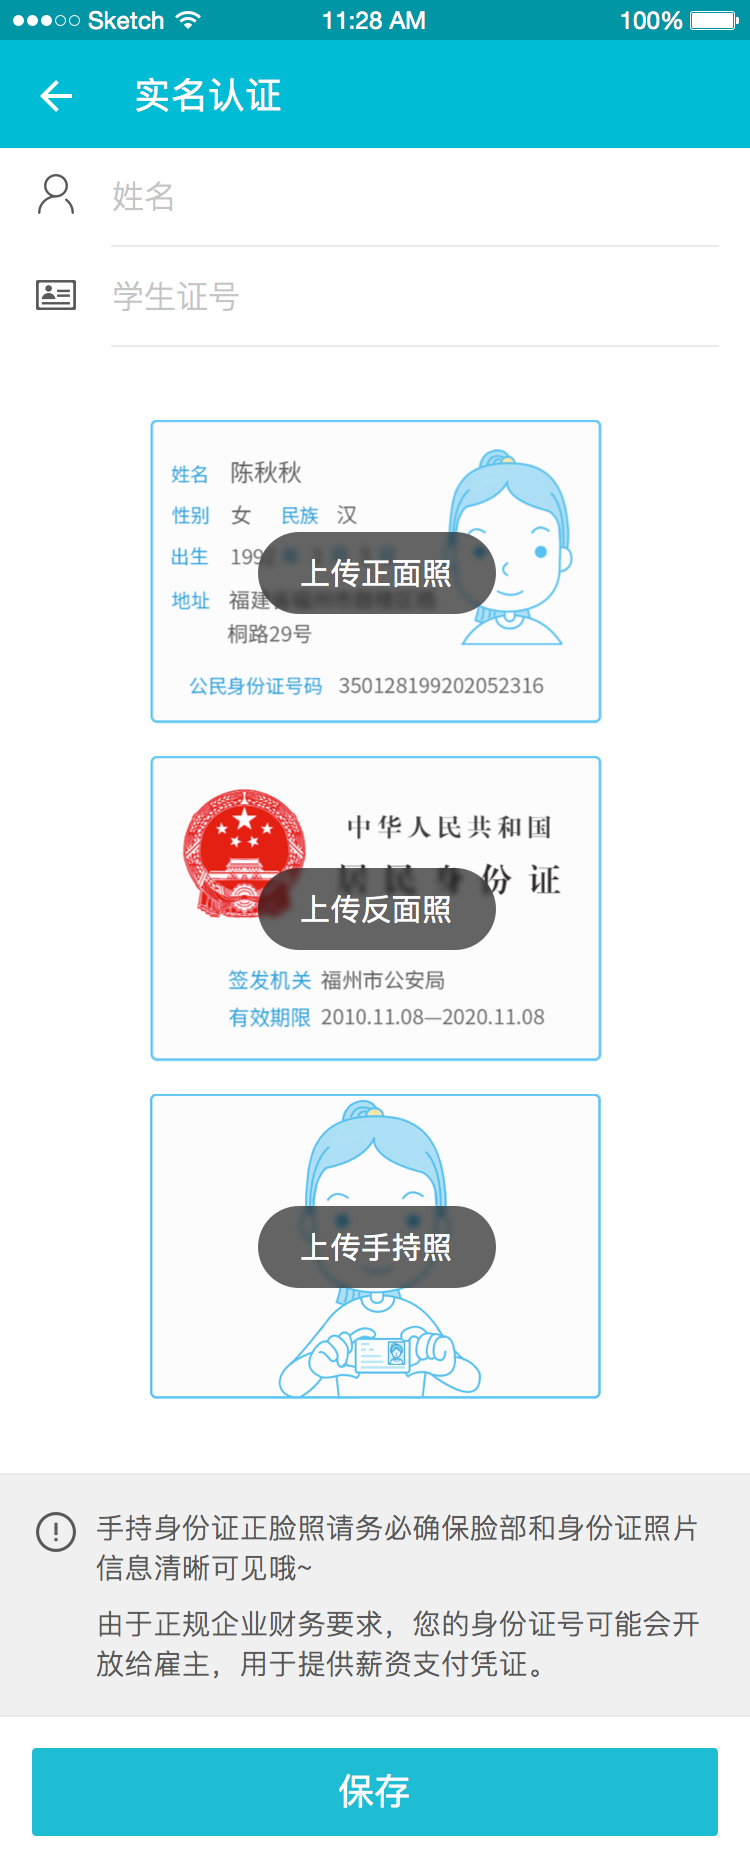 Sketch 11:28 AM 100%
实名认证
姓名
学生证号
姓名 陈秋秋
性别 女 民族 汉
出生 1992
上传正面照
地址 福建
桐路29号
公民身份证号码 350128199202052316
中华人民共和国
居民身份证
上传反面照
签发机关 福州市公安局
有效期限 2010.11.08—2020.11.08
上传手持照
手持身份证正脸照请务必确保脸部和身份证照片
信息清晰可见哦~
由于正规企业财务要求，您的身份证号可能会开
放给雇主，用于提供薪资支付凭证。
保存